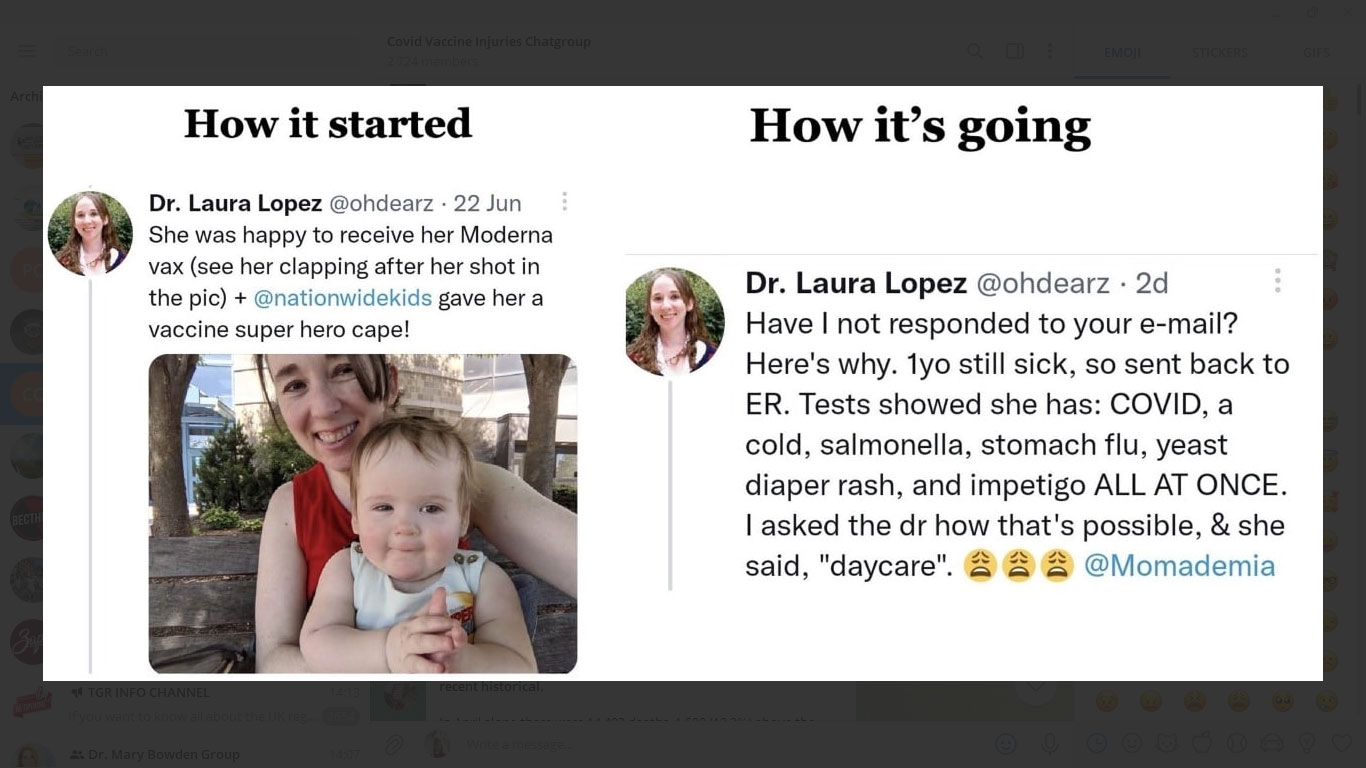 Search
Covid Vaccine Injuries Chatgroup
2 724 members
EMOJI
STICKERS
GIFS
How it started
How it's going
Dr. Laura Lopez @ohdearz · 22 Jun
She was happy to receive her Moderna
vax (see her clapping after her shot in
the pic) + @nationwidekids gave her a
vaccine super hero cape!
Dr. Laura Lopez @ohdearz · 2d
Have I not responded to your e-mail?
Here's why. 1yo still sick, so sent back to
ER. Tests showed she has: COVID, a
cold, salmonella, stomach flu, yeast
diaper rash, and impetigo ALL AT ONCE.
I asked the dr how that's possible, & she
said, "daycare". 😩😩😩 @Momademia
TGR INFO CHANNEL 14:13
If you want to know all about the UK reg...
recent historical.
Write a message...
Dr. Mary Bowden Group 14:07